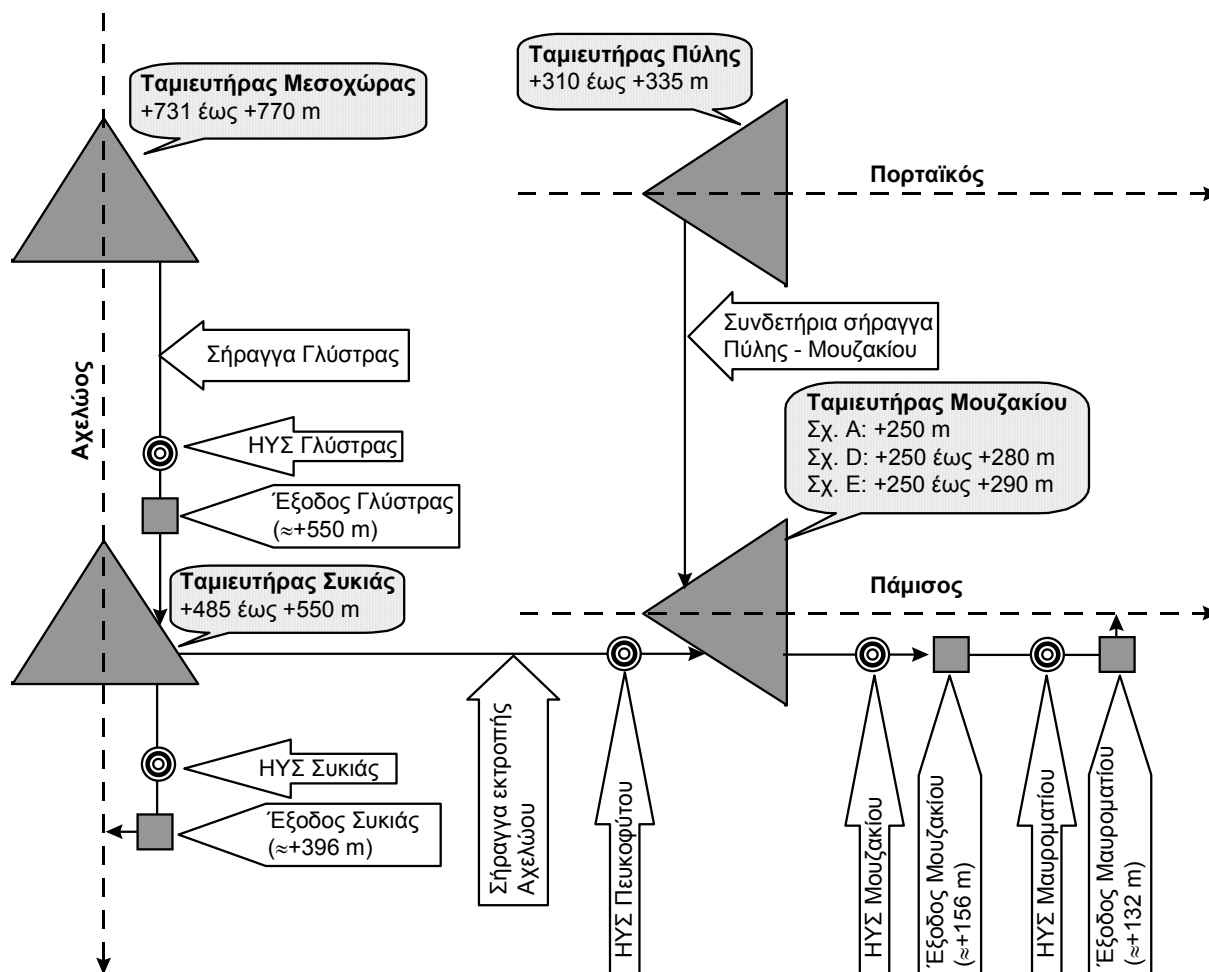 Ταμιευτήρας Μεσοχώρας
+731 έως +770 m
Ταμιευτήρας Πύλης
+310 έως +335 m
Πορταϊκός
Συνδετήρια σήραγγα
Πύλης - Μουζακίου
Σήραγγα Γλύστρας
Αχελώος
Ταμιευτήρας Μουζακίου
Σχ. A: +250 m
Σχ. D: +250 έως +280 m
Σχ. E: +250 έως +290 m
ΗΥΣ Γλύστρας
Έξοδος Γλύστρας
(≈+550 m)
Ταμιευτήρας Συκιάς
+485 έως +550 m
Πάμισος
ΗΥΣ Συκιάς
Έξοδος Συκιάς
(≈+396 m)
Σήραγγα εκτροπής
Αχελώου
ΗΥΣ Πευκοφύτου
ΗΥΣ Μουζακίου
Έξοδος Μουζακίου
(≈+156 m)
ΗΥΣ Μαυροματίου
Έξοδος Μαυροματίου
(≈+132 m)